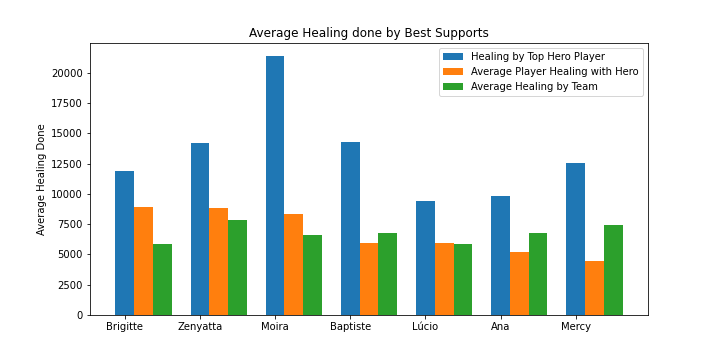 Average Healing done by Best Supports
Healing by Top Hero Player
Average Player Healing with Hero
Average Healing by Team
Average Healing Done
20000
17500
15000
12500
10000
7500
5000
2500
0
Brigitte Zenyatta Moira Baptiste Lúcio Ana Mercy